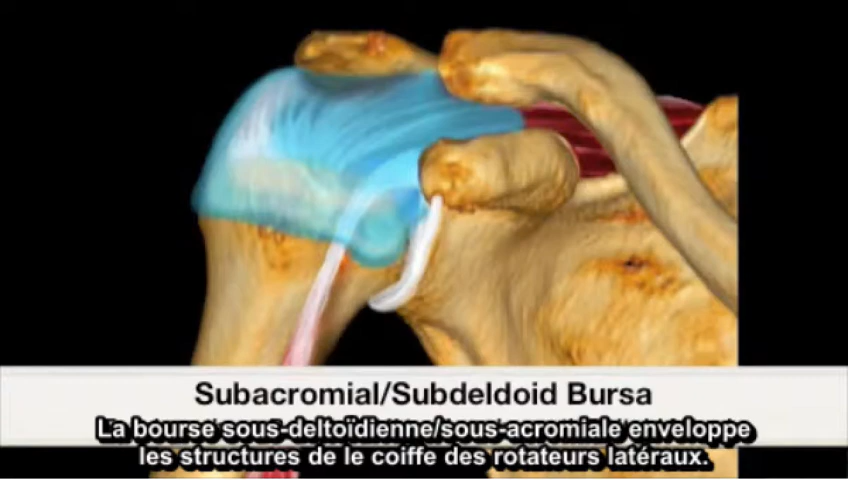 Subacromial/Subdeldoid Bursa
La bourse sous-deltoïdienne/sous-acromiale enveloppe
les structures de le coiffe des rotateurs latéraux.